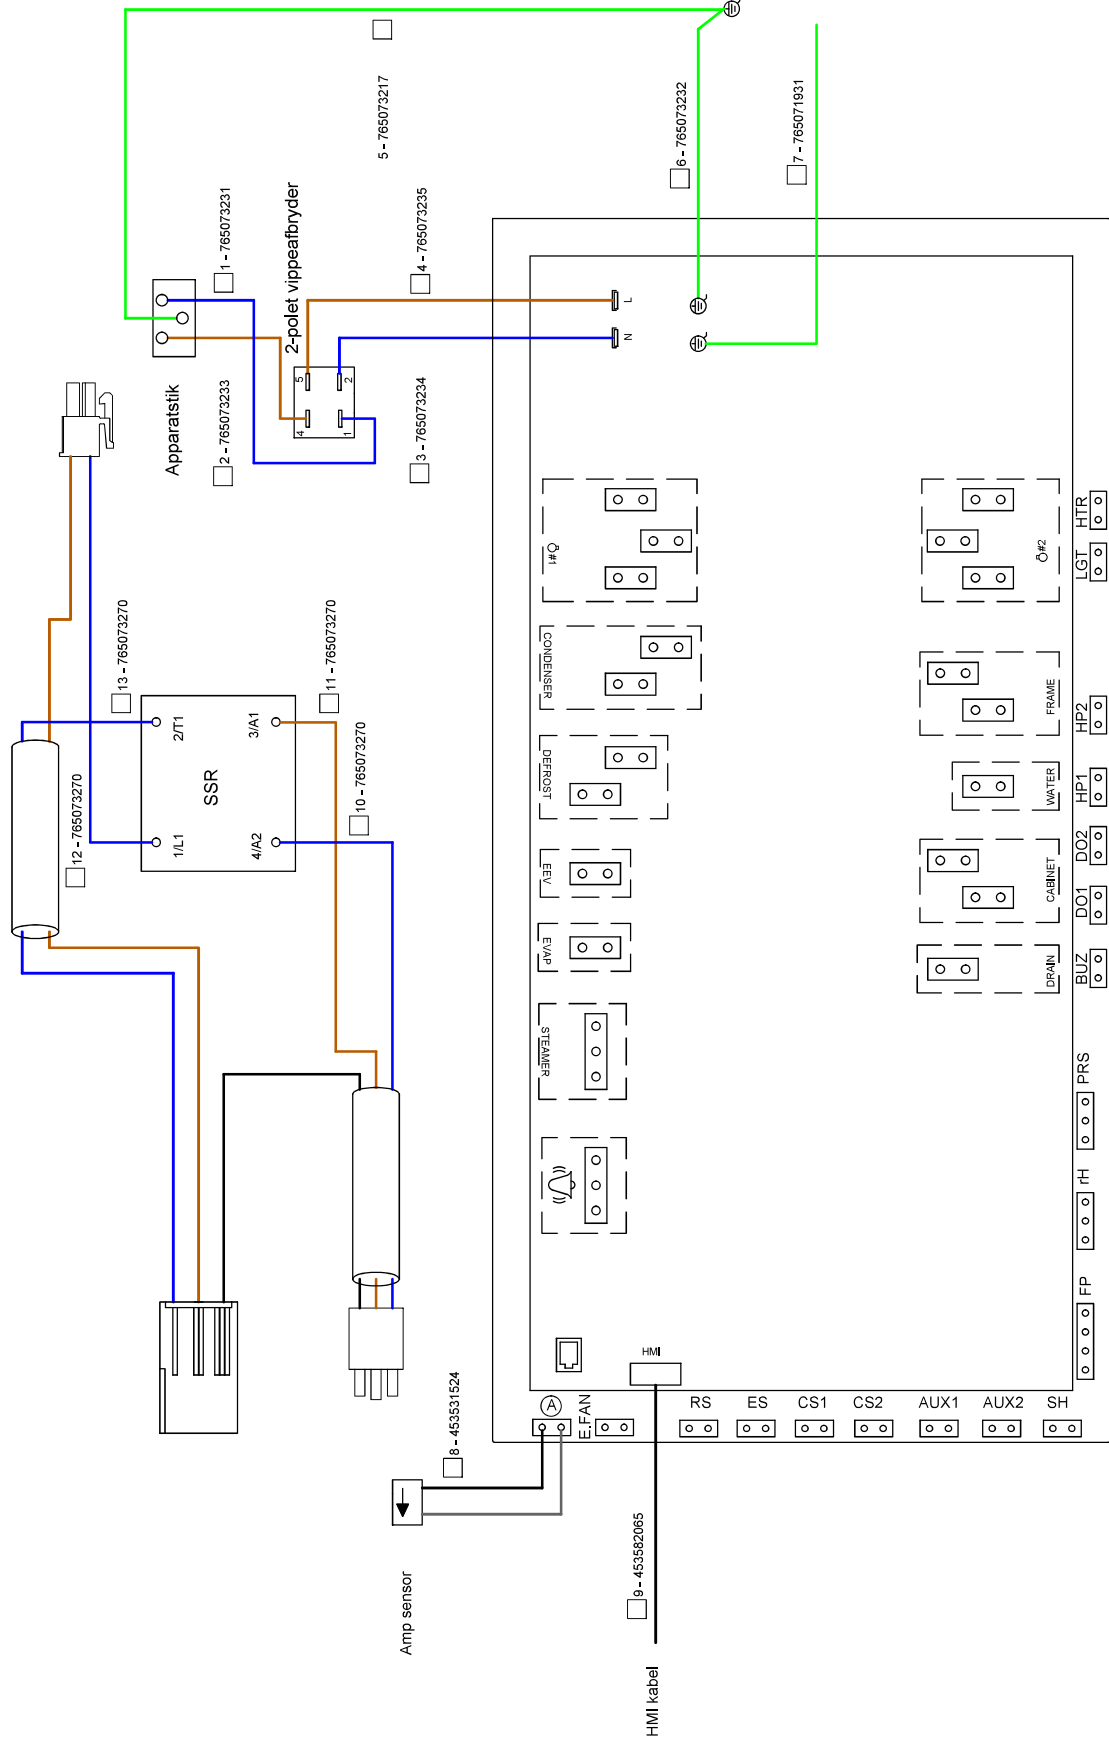 5 - 765073217
6 - 765073232
7 - 765071931
1 - 765073231
4 - 765073235
2-polet vippeafbryder
Apparatstik
2 - 765073233
3 - 765073234
5
2
4
1
L
N
13 - 765073270
11 - 765073270
12 - 765073270
10 - 765073270
2/T1
3/A1
SSR
1/L1
4/A2
#1
CONDENSER
DEFROST
EEV
EVAP
STEAMER
#2
FRAME
WATER
CABINET
DRAIN
HTR
LGT
HP2
HP1
DO2
DO1
BUZ
PRS
rH
FP
HMI
A
E.FAN
RS
ES
CS1
CS2
AUX1
AUX2
SH
8 - 453531524
Amp sensor
9 - 453582065
HMI kabel